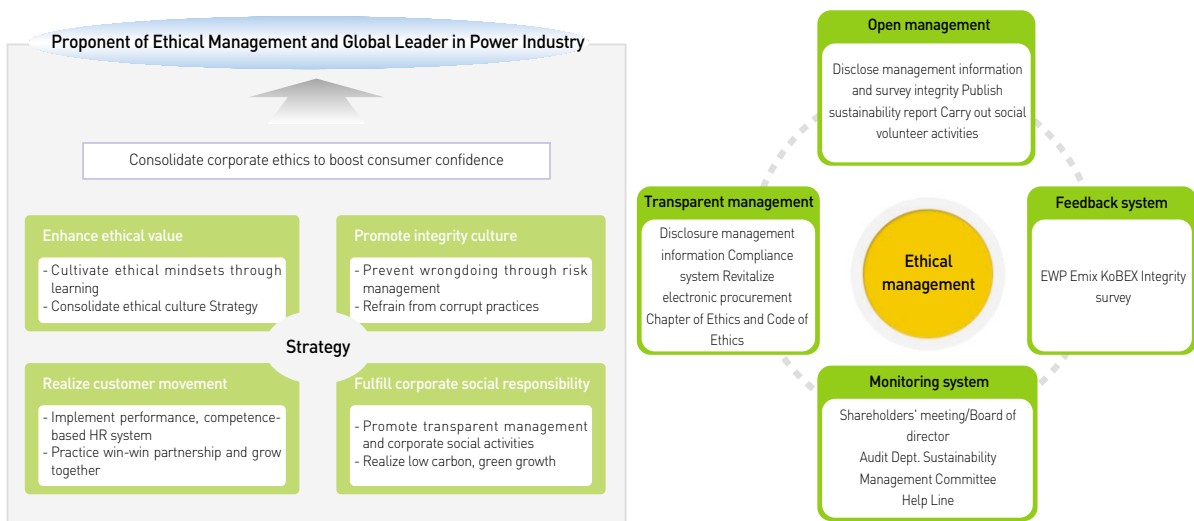 Proponent of Ethical Management and Global Leader in Power Industry
Consolidate corporate ethics to boost consumer confidence
Enhance ethical value
- Cultivate ethical mindsets through
learning
- Consolidate ethical culture Strategy
Promote integrity culture
- Prevent wrongdoing through risk
management
- Refrain from corrupt practices
Strategy
Realize customer movement
- Implement performance, competence-
based HR system
- Practice win-win partnership and grow
together
Fulfill corporate social responsibility
- Promote transparent management
and corporate social activities
- Realize low carbon, green growth
Open management
Disclose management information
and survey integrity Publish
sustainability report Carry out social
volunteer activities
Transparent management
Disclosure management
information Compliance
system Revitalize
electronic procurement
Chapter of Ethics and Code of
Ethics
Ethical
management
Feedback system
EWP Emix KoBEX Integrity
survey
Monitoring system
Shareholders' meeting/Board of
director
Audit Dept. Sustainability
Management Committee
Help Line